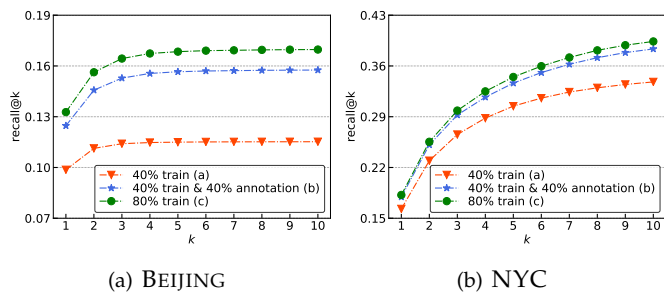 0.19
0.16
0.13
0.10
0.07
recall@k
40% train (a)
40% train & 40% annotation (b)
80% train (c)
1 2 3 4 5 6 7 8 9 10
k
(a) BEIJING
0.43
0.36
0.29
0.22
0.15
recall@k
40% train (a)
40% train & 40% annotation (b)
80% train (c)
1 2 3 4 5 6 7 8 9 10
k
(b) NYC